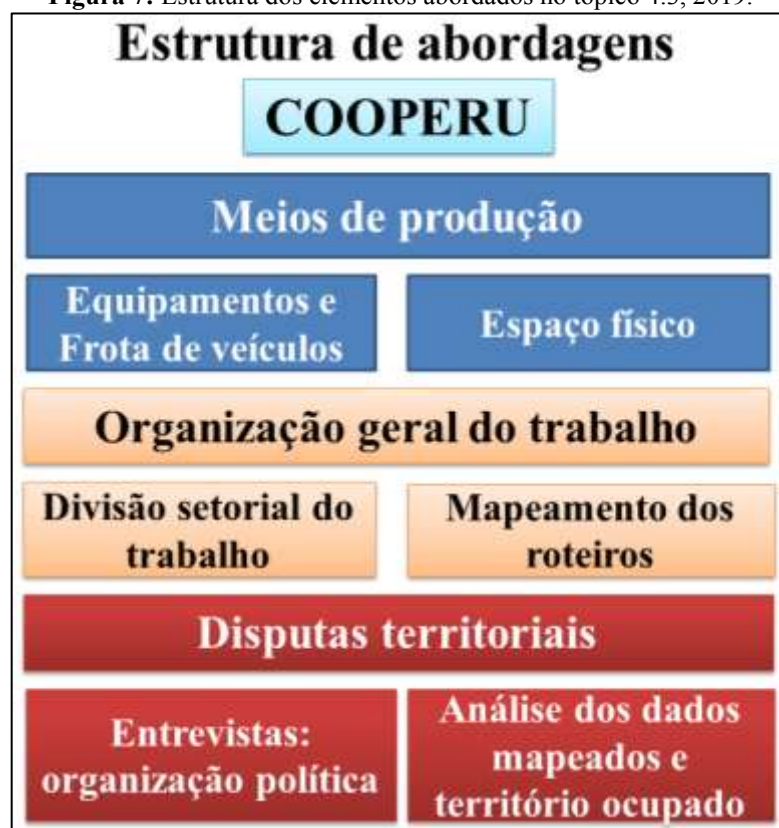 Figura 7: Estrutura dos elementos abordados no tópico 4.3, 2019.
Estrutura de abordagens
COOPERU
Meios de produção
Equipamentos e
Frota de veículos
Espaço físico
Organização geral do trabalho
Divisão setorial do
trabalho
Mapeamento dos
roteiros
Disputas territoriais
Entrevistas:
organização política
Análise dos dados
mapeados e
território ocupado